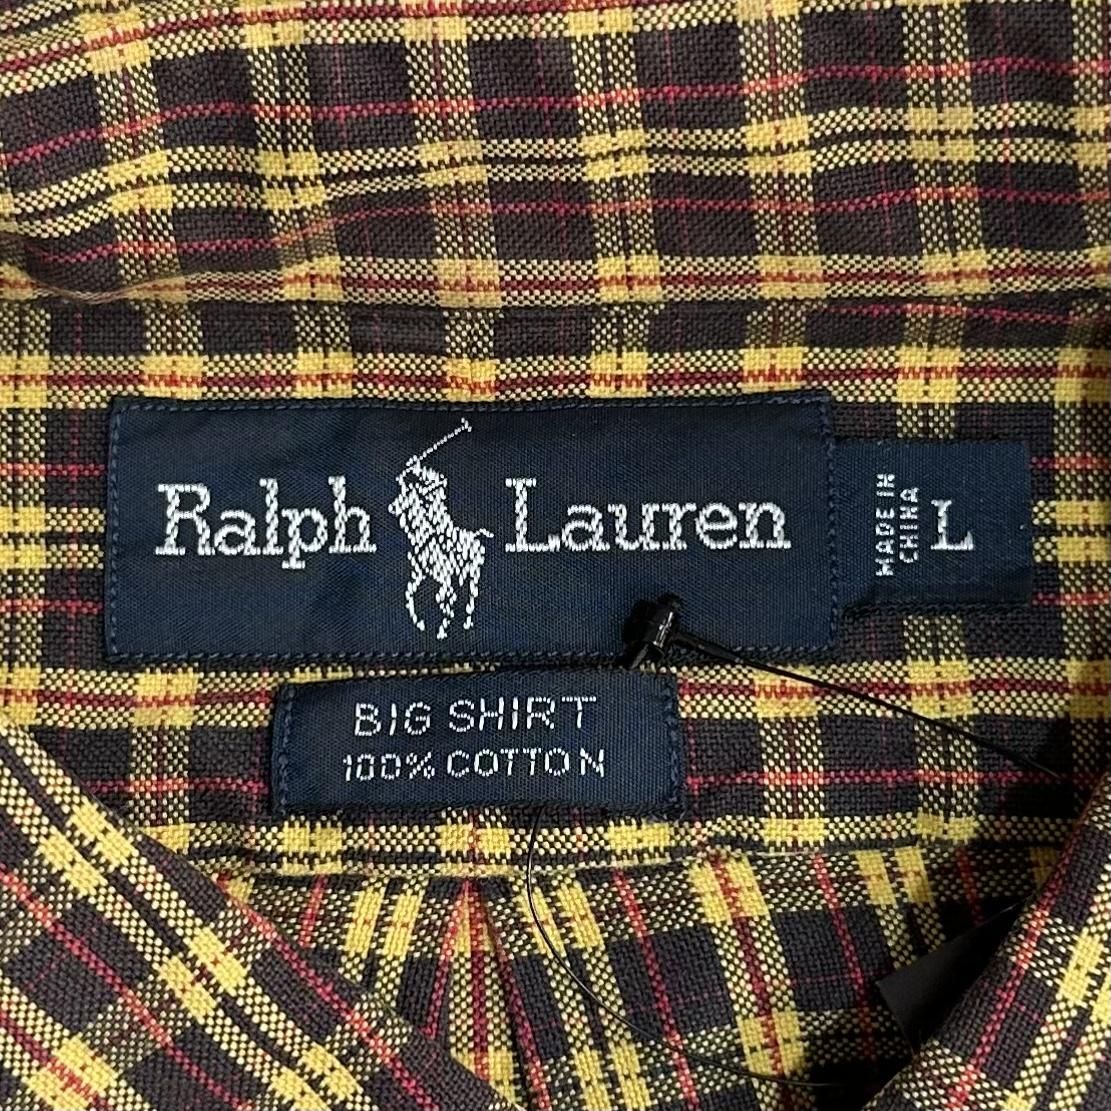 Ralph Lauren
MADE IN
CHINA
L
BIG SHIRT
100% COTTON